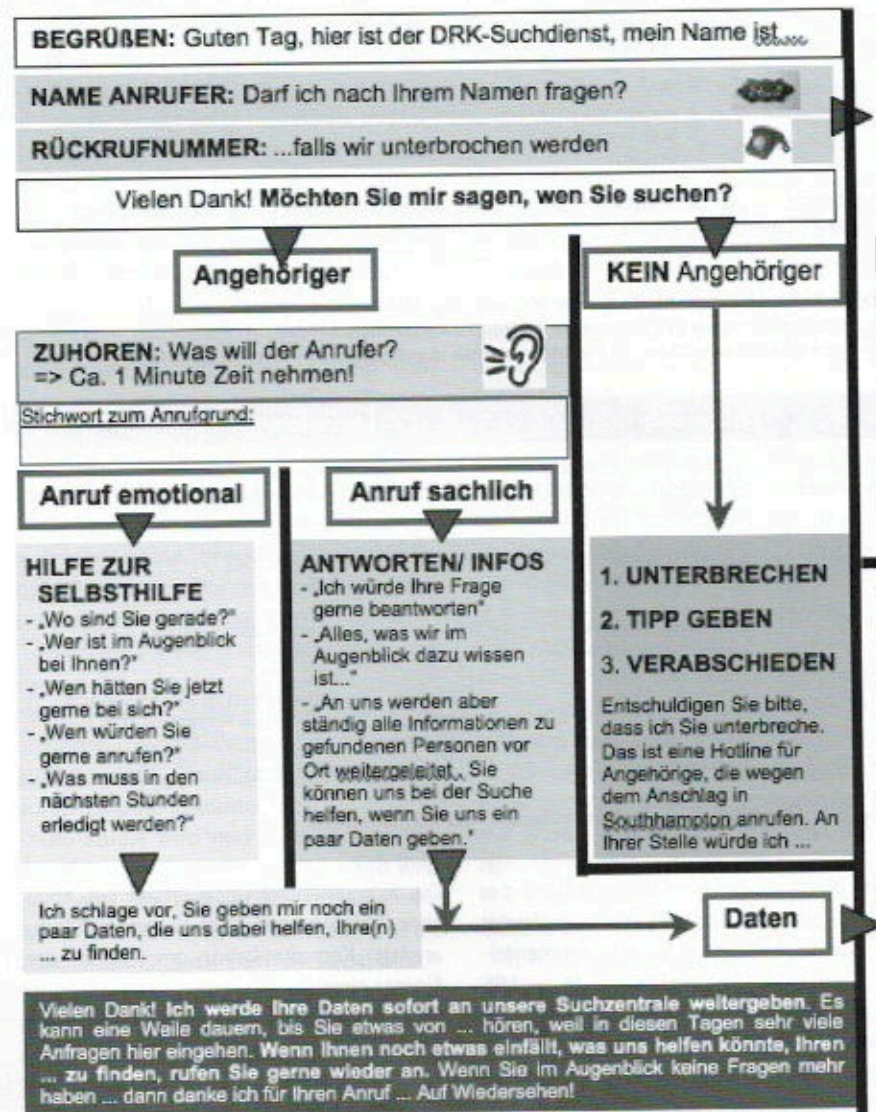 BEGRÜßEN: Guten Tag, hier ist der DRK-Suchdienst, mein Name ist.....
NAME ANRUFER: Darf ich nach Ihrem Namen fragen?
RÜCKRUFNUMMER: ...falls wir unterbrochen werden
Vielen Dank! Möchten Sie mir sagen, wen Sie suchen?
Angehöriger
KEIN Angehöriger
ZUHÖREN: Was will der Anrufer?
=> Ca. 1 Minute Zeit nehmen!
Stichwort zum Anrufgrund:
Anruf emotional
HILFE ZUR
SELBSTHILFE
- „Wo sind Sie gerade?"
- „Wer ist im Augenblick
bei Ihnen?"
- „Wen hätten Sie jetzt
gerne bei sich?"
- „Wen würden Sie
gerne anrufen?"
- „Was muss in den
nächsten Stunden
erledigt werden?"
Anruf sachlich
ANTWORTEN/ INFOS
- „Ich würde Ihre Frage
gerne beantworten"
- „Alles, was wir im
Augenblick dazu wissen
ist..."
- „An uns werden aber
ständig alle Informationen zu
gefundenen Personen vor
Ort weitergeleitet.. Sie
können uns bei der Suche
helfen, wenn Sie uns ein
paar Daten geben."
1. UNTERBRECHEN
2. TIPP GEBEN
3. VERABSCHIEDEN
Entschuldigen Sie bitte,
dass ich Sie unterbreche.
Das ist eine Hotline für
Angehörige, die wegen
dem Anschlag in
Southhampton anrufen. An
Ihrer Stelle würde ich ...
Ich schlage vor, Sie geben mir noch ein
paar Daten, die uns dabei helfen, Ihre(n)
... zu finden.
Daten
Vielen Dank! Ich werde Ihre Daten sofort an unsere Suchzentrale weitergeben. Es
kann eine Weile dauern, bis Sie etwas von ... hören, weil in diesen Tagen sehr viele
Anfragen hier eingehen. Wenn Ihnen noch etwas einfällt, was uns helfen könnte, Ihren
... zu finden, rufen Sie gerne wieder an. Wenn Sie im Augenblick keine Fragen mehr
haben ... dann danke ich für Ihren Anruf ... Auf Wiedersehen!